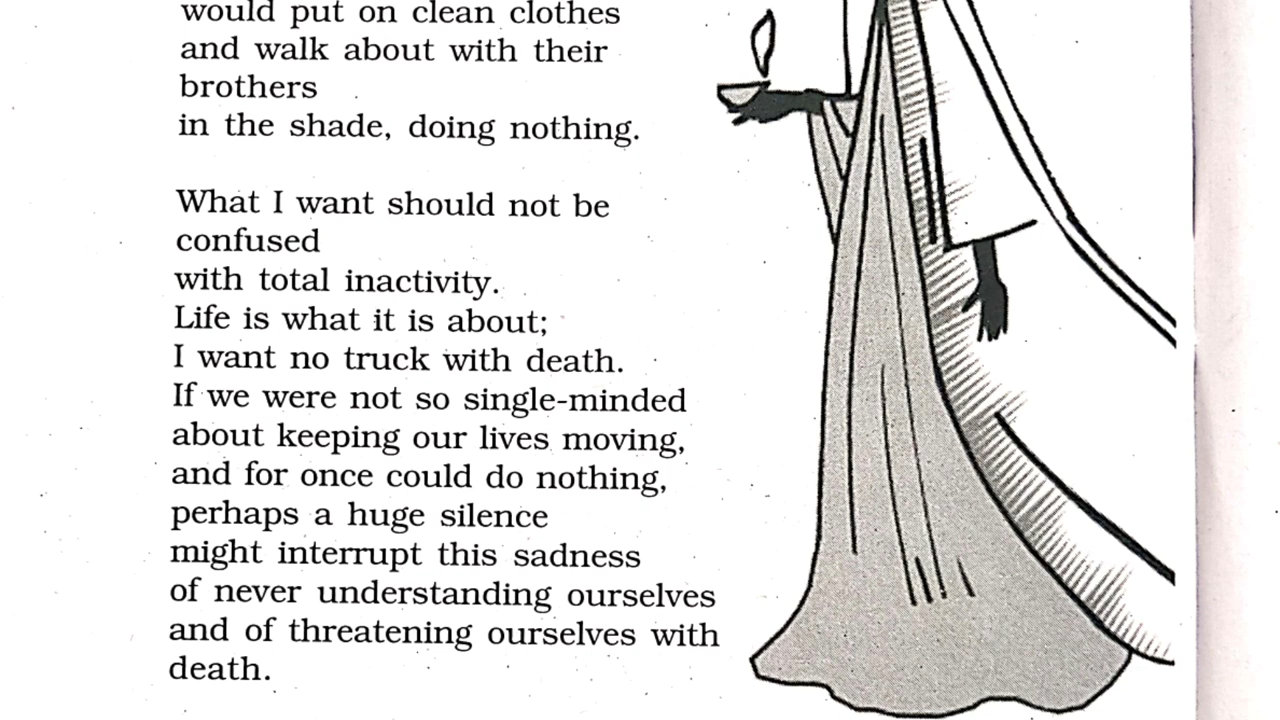 would put on clean clothes
and walk about with their
brothers
in the shade, doing nothing.
What I want should not be
confused
with total inactivity.
Life is what it is about;
I want no truck with death.
If we were not so single-minded
about keeping our lives moving,
and for once could do nothing,
perhaps a huge silence
might interrupt this sadness
of never understanding ourselves
and of threatening ourselves with
death.